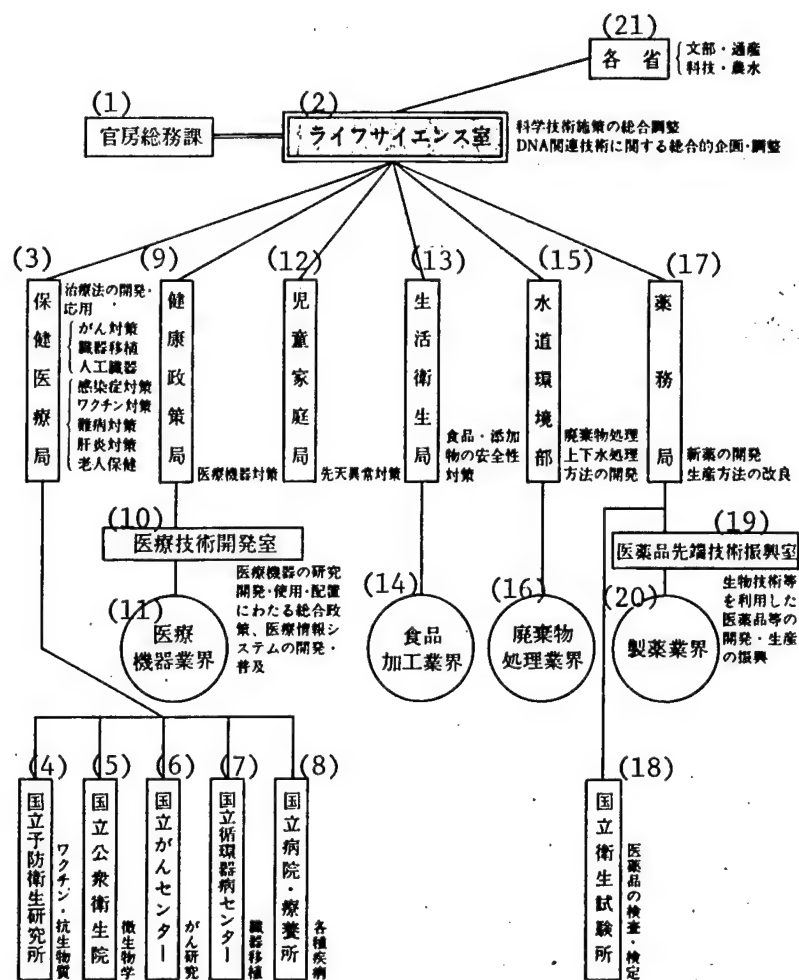 (21)
各省
文部・通産
科技・農水
(1)
官房総務課
(2)
ライフサイエンス室
科学技術施策の総合調整
DNA関連技術に関する総合的企画・調整
(3)
保健医療局
治療法の開発・
応用
がん対策
臓器移植
人工臓器
感染症対策
ワクチン対策
難病対策
肝炎対策
老人保健
(9)
健康政策局
医療機器対策
(12)
児童家庭局
先天異常対策
(13)
生活衛生局
食品・添加
物の安全性
対策
(15)
水道環境部
廃棄物処理
上下水処理
方法の開発
(17)
薬務局
新薬の開発
生産方法の改良
(10)
医療技術開発室
医療機器の研究
開発・使用・配置
にわたる総合政
策、医療情報シ
ステムの開発・
普及
(11)
医療
機器業界
(14)
食品
加工業界
(16)
廃棄物
処理業界
(19)
医薬品先端技術振興室
生物技術等
を利用した
医薬品等の
開発・生産
の振興
(20)
製薬業界
(4)
国立予防衛生研究所
ワクチン・抗生物質
(5)
国立公衆衛生院
微生物学
(6)
国立がんセンター
がん研究
(7)
国立循環器病センター
臓器移植
(8)
国立病院・療養所
各種疾病
(18)
国立衛生試験所
医薬品の検査・検定